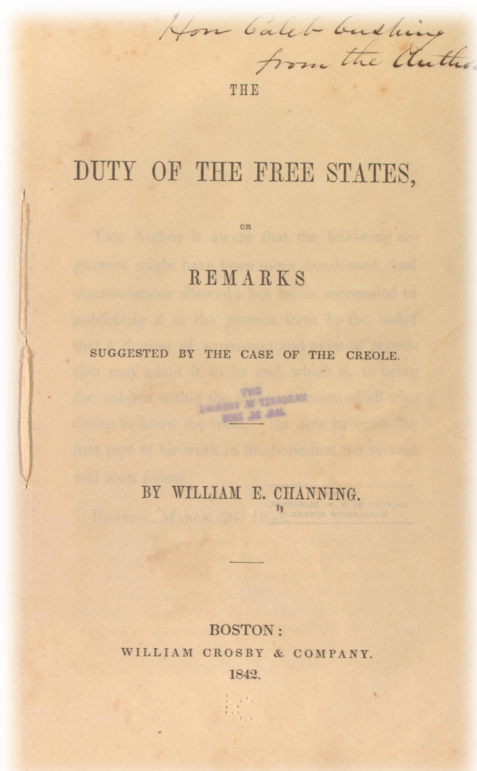 Hon Caleb Cushing
from the Author
THE
DUTY OF THE FREE STATES,
OR
REMARKS
SUGGESTED BY THE CASE OF THE CREOLE.
BY WILLIAM E. CHANNING.
BOSTON:
WILLIAM CROSBY & COMPANY.
1842.